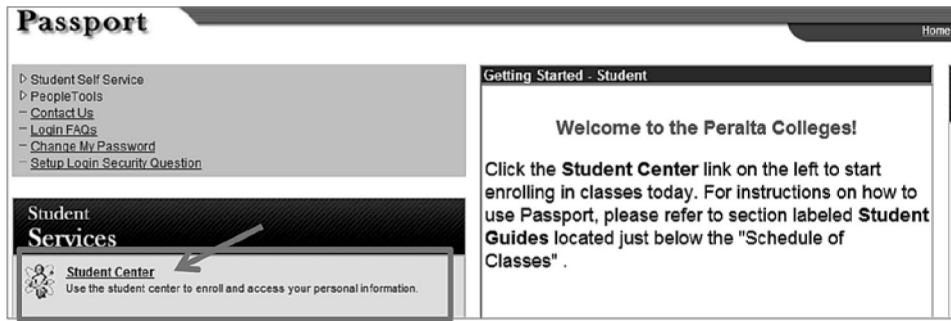 Passport
Home
Student Self Service
PeopleTools
Contact Us
Login FAQs
Change My Password
Setup Login Security Question
Student
Services
Student Center
Use the student center to enroll and access your personal information.
Getting Started - Student
Welcome to the Peralta Colleges!
Click the Student Center link on the left to start
enrolling in classes today. For instructions on how to
use Passport, please refer to section labeled Student
Guides located just below the "Schedule of
Classes" .